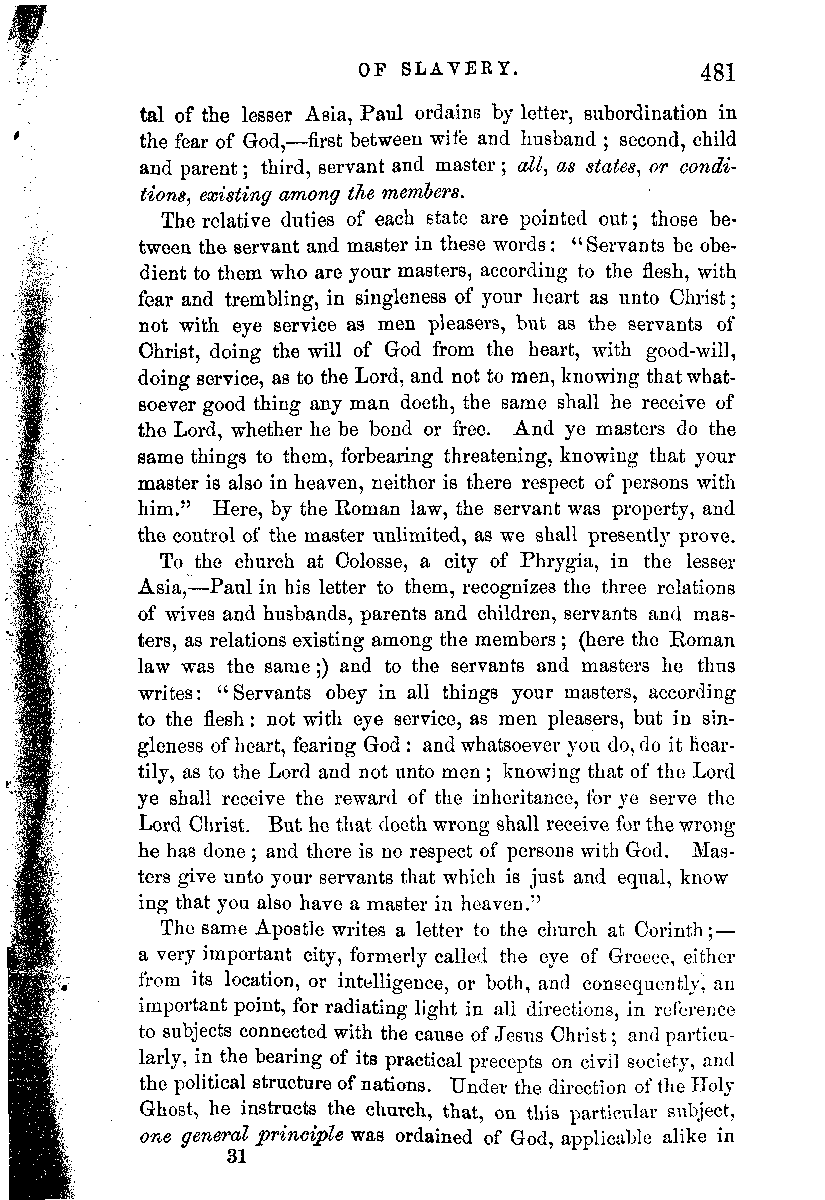 OF SLAVERY. 481
tal of the lesser Asia, Paul ordains by letter, subordination in
the fear of God,—first between wife and husband ; second, child
and parent ; third, servant and master ; all, as states, or condi-
tions, existing among the members.
The relative duties of each state are pointed out ; those be-
tween the servant and master in these words : "Servants be obe-
dient to them who are your masters, according to the flesh, with
fear and trembling, in singleness of your heart as unto Christ ;
not with eye service as men pleasers, but as the servants of
Christ, doing the will of God from the heart, with good-will,
doing service, as to the Lord, and not to men, knowing that what-
soever good thing any man doeth, the same shall he receive of
the Lord, whether he be bond or free. And ye masters do the
same things to them, forbearing threatening, knowing that your
master is also in heaven, neither is there respect of persons with
him." Here, by the Roman law, the servant was property, and
the control of the master unlimited, as we shall presently prove.
To the church at Colosse, a city of Phrygia, in the lesser
Asia,—Paul in his letter to them, recognizes the three relations
of wives and husbands, parents and children, servants and mas-
ters, as relations existing among the members ; (here the Roman
law was the same ;) and to the servants and masters he thus
writes : "Servants obey in all things your masters, according
to the flesh : not with eye service, as men pleasers, but in sin-
gleness of heart, fearing God : and whatsoever you do, do it hear-
tily, as to the Lord and not unto men ; knowing that of the Lord
ye shall receive the reward of the inheritance, for ye serve the
Lord Christ. But he that doeth wrong shall receive for the wrong
he has done ; and there is no respect of persons with God. Mas-
ters give unto your servants that which is just and equal, know
ing that you also have a master in heaven."
The same Apostle writes a letter to the church at Corinth ;—
a very important city, formerly called the eye of Greece, either
from its location, or intelligence, or both, and consequently, an
important point, for radiating light in all directions, in reference
to subjects connected with the cause of Jesus Christ ; and particu-
larly, in the bearing of its practical precepts on civil society, and
the political structure of nations. Under the direction of the Holy
Ghost, he instructs the church, that, on this particular subject,
one general principle was ordained of God, applicable alike in
31